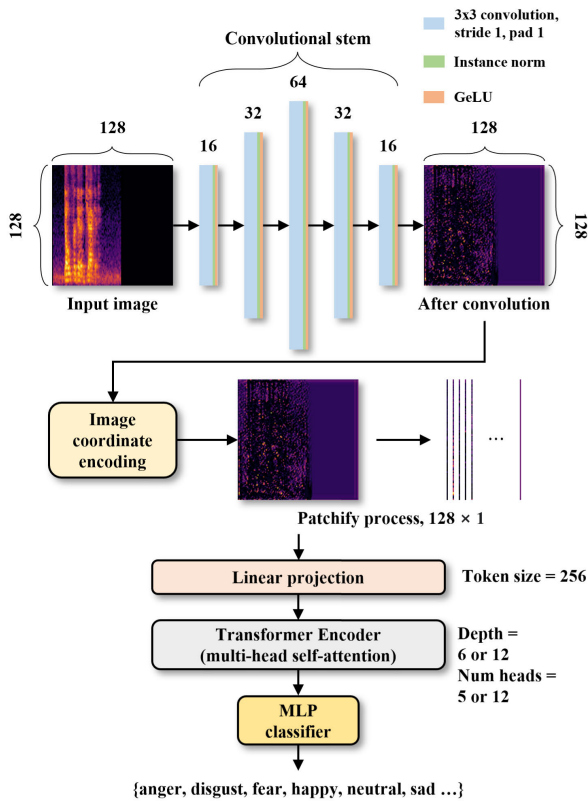 3x3 convolution,
stride 1, pad 1
Instance norm
GeLU
Convolutional stem
64
32
32
16
16
128
128
128
128
Input image
After convolution
Image
coordinate
encoding
...
Patchify process, 128 × 1
Linear projection
Token size = 256
Transformer Encoder
(multi-head self-attention)
Depth =
6 or 12
Num heads =
5 or 12
MLP
classifier
{anger, disgust, fear, happy, neutral, sad ...}